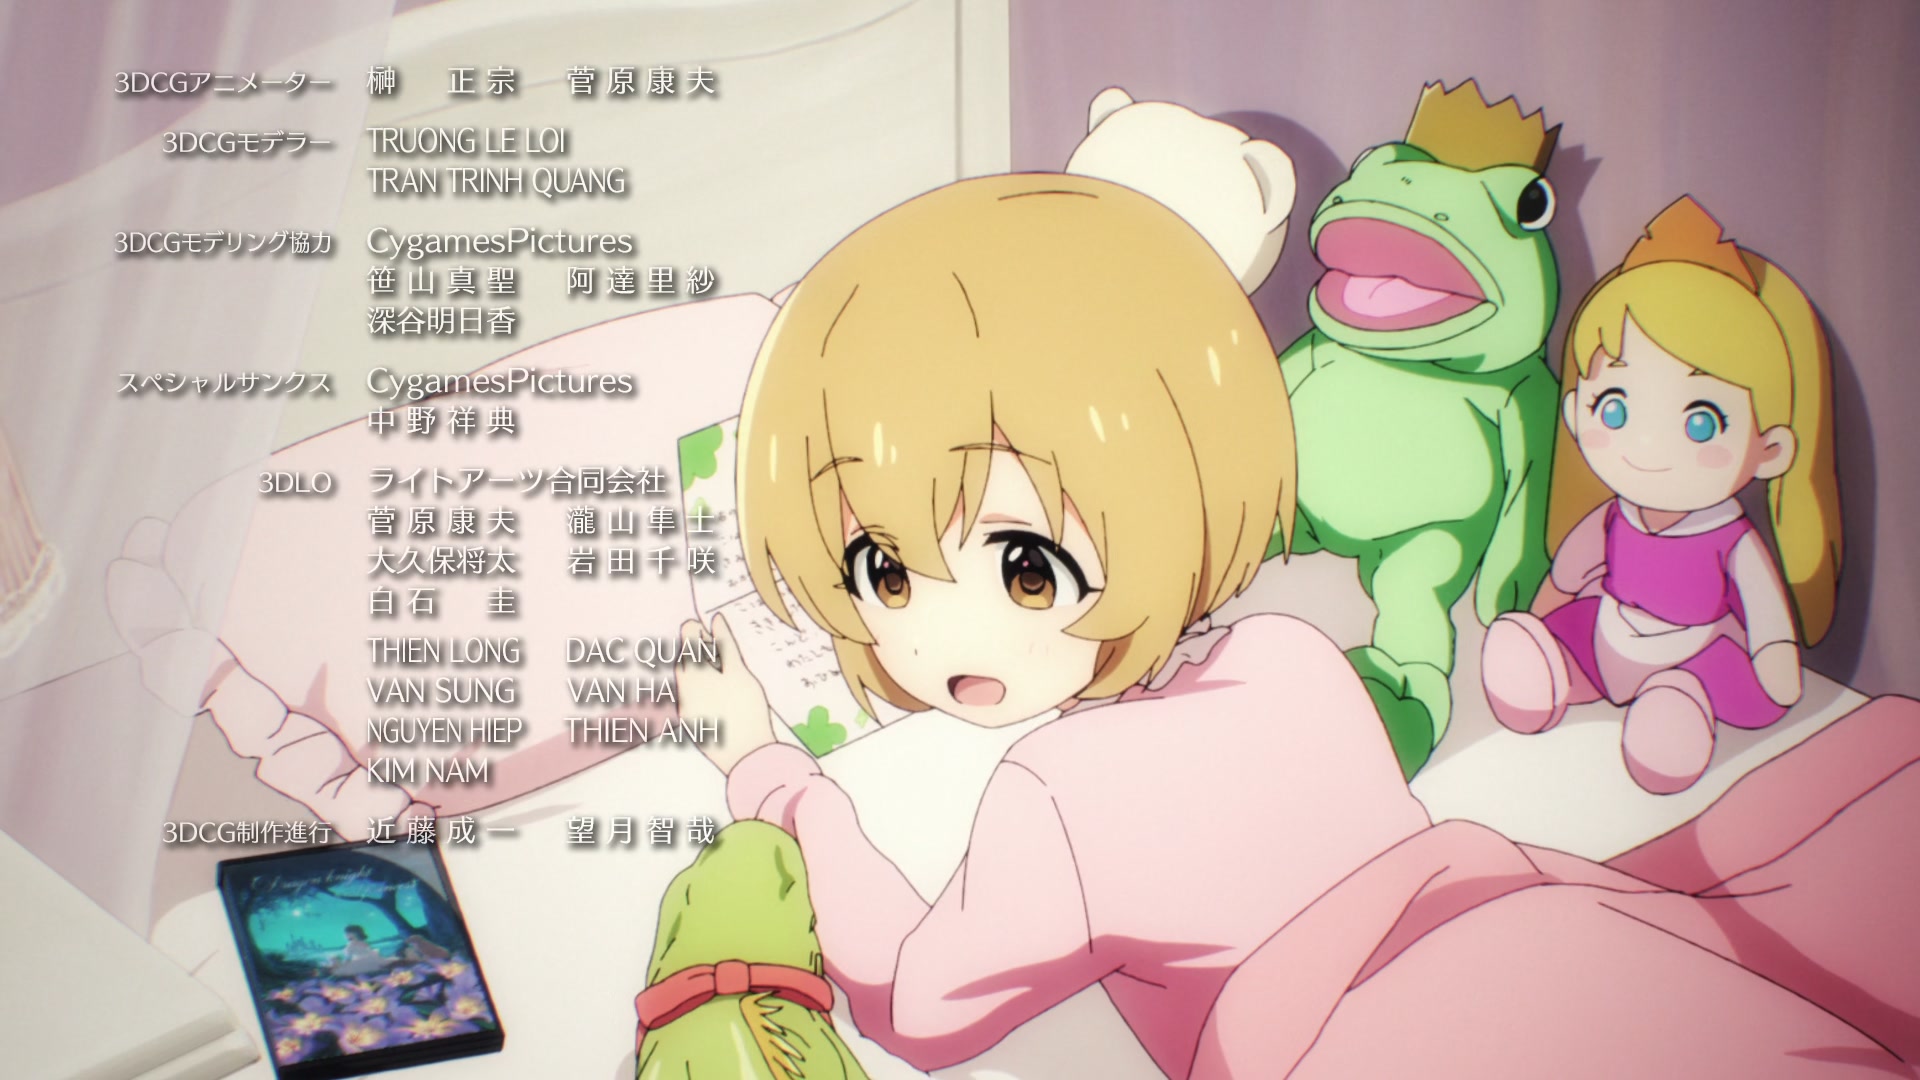 3DCGアニメーター 榊 正宗 菅原康夫
3DCGモデラー TRUONG LE LOI
TRAN TRINH QUANG
3DCGモデリング協力 CygamesPictures
笹山真聖 阿達里紗
深谷明日香
スペシャルサンクス CygamesPictures
中野祥典
3DLO ライトアーツ合同会社
菅原康夫 瀧山隼士
大久保将太 岩田千咲
白石 圭
THIEN LONG DAC QUAN
VAN SUNG VAN HA
NGUYEN HIEP THIEN ANH
KIM NAM
3DCG制作進行 近藤成一 望月智哉
Dragon knight